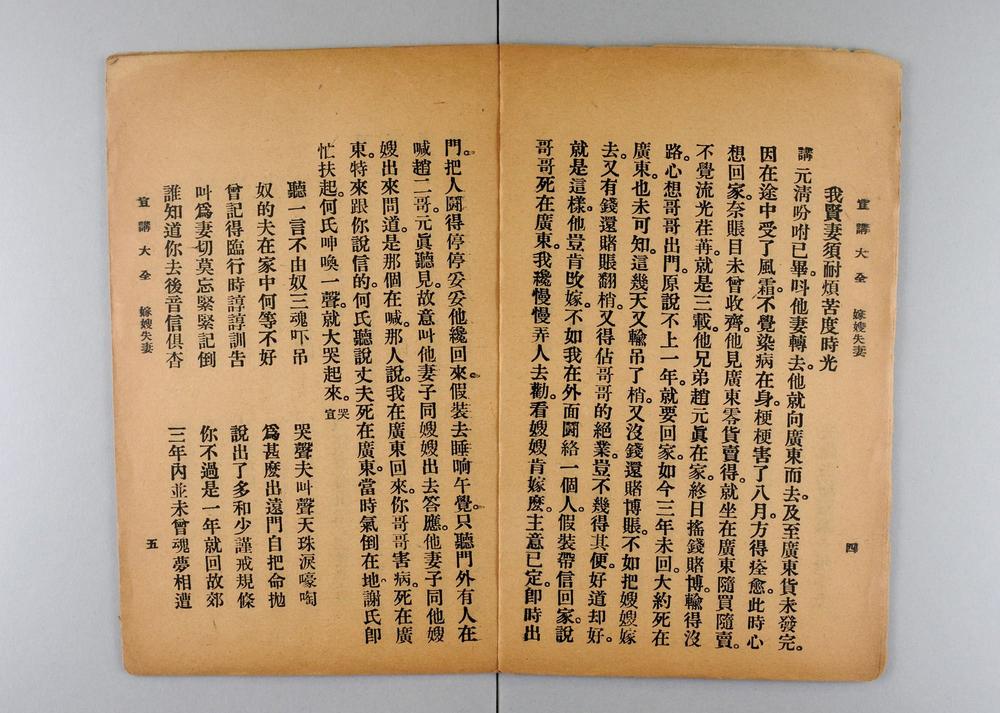 宣講大全 嫁嫂失妻 四
我賢妻須耐煩苦度時光
講元淸吩咐已畢呌他妻轉去。他就向廣東而去。及至廣東貨未發完。
因在途中受了風霜。不覺染病在身。梗梗害了八月。方得痊愈。此時心
想回家。奈賬目未曾收齊。他見廣東零貨賣得。就坐在廣東隨買隨賣。
不覺流光荏苒。就是三載。他兄弟趙元眞在家。終日搖錢賭博。輸得沒
路。心想哥哥出門。原說不上一年。就要回家。如今三年未回。大約死在
廣東。也未可知。這幾天又輸吊了梢。又沒錢還賭博賬。不如把嫂嫂嫁
去。又有錢還賭賬翻梢。又得佔哥哥的絕業。豈不幾得其便。好道却好。
就是這樣。他豈肯改嫁。不如我在外面鬪絡一個人。假裝帶信回家。說
哥哥死在廣東。我纔慢慢弄人去勸。看嫂嫂肯嫁麽。主意已定。卽時出
門。把人鬪得停停妥妥。他纔回來。假裝去睡晌午覺。只聽門外有人在
喊趙二哥。元眞聽見。故意呌他妻子同嫂嫂出去答應。他妻子同他嫂
嫂出來問道。是那個在喊。那人說。我在廣東回來。你哥哥害病。死在廣
東。特來跟你說信的。何氏聽說丈夫死在廣東。當時氣倒在地。謝氏卽
忙扶起。何氏呻喚一聲。就大哭起來。哭宣
聽一言不由奴三魂吓吊 哭聲夫呌聲天珠淚嚎啕
奴的夫在家中何等不好 爲甚麽出遠門自把命拋
曾記得臨行時諄諄訓告 說出了多和少謹戒規條
呌爲妻切莫忘緊緊記倒 你不過是一年就回故郊
誰知道你去後音信俱杳 三年內並未曾魂夢相遭
宣講大全 嫁嫂失妻 五